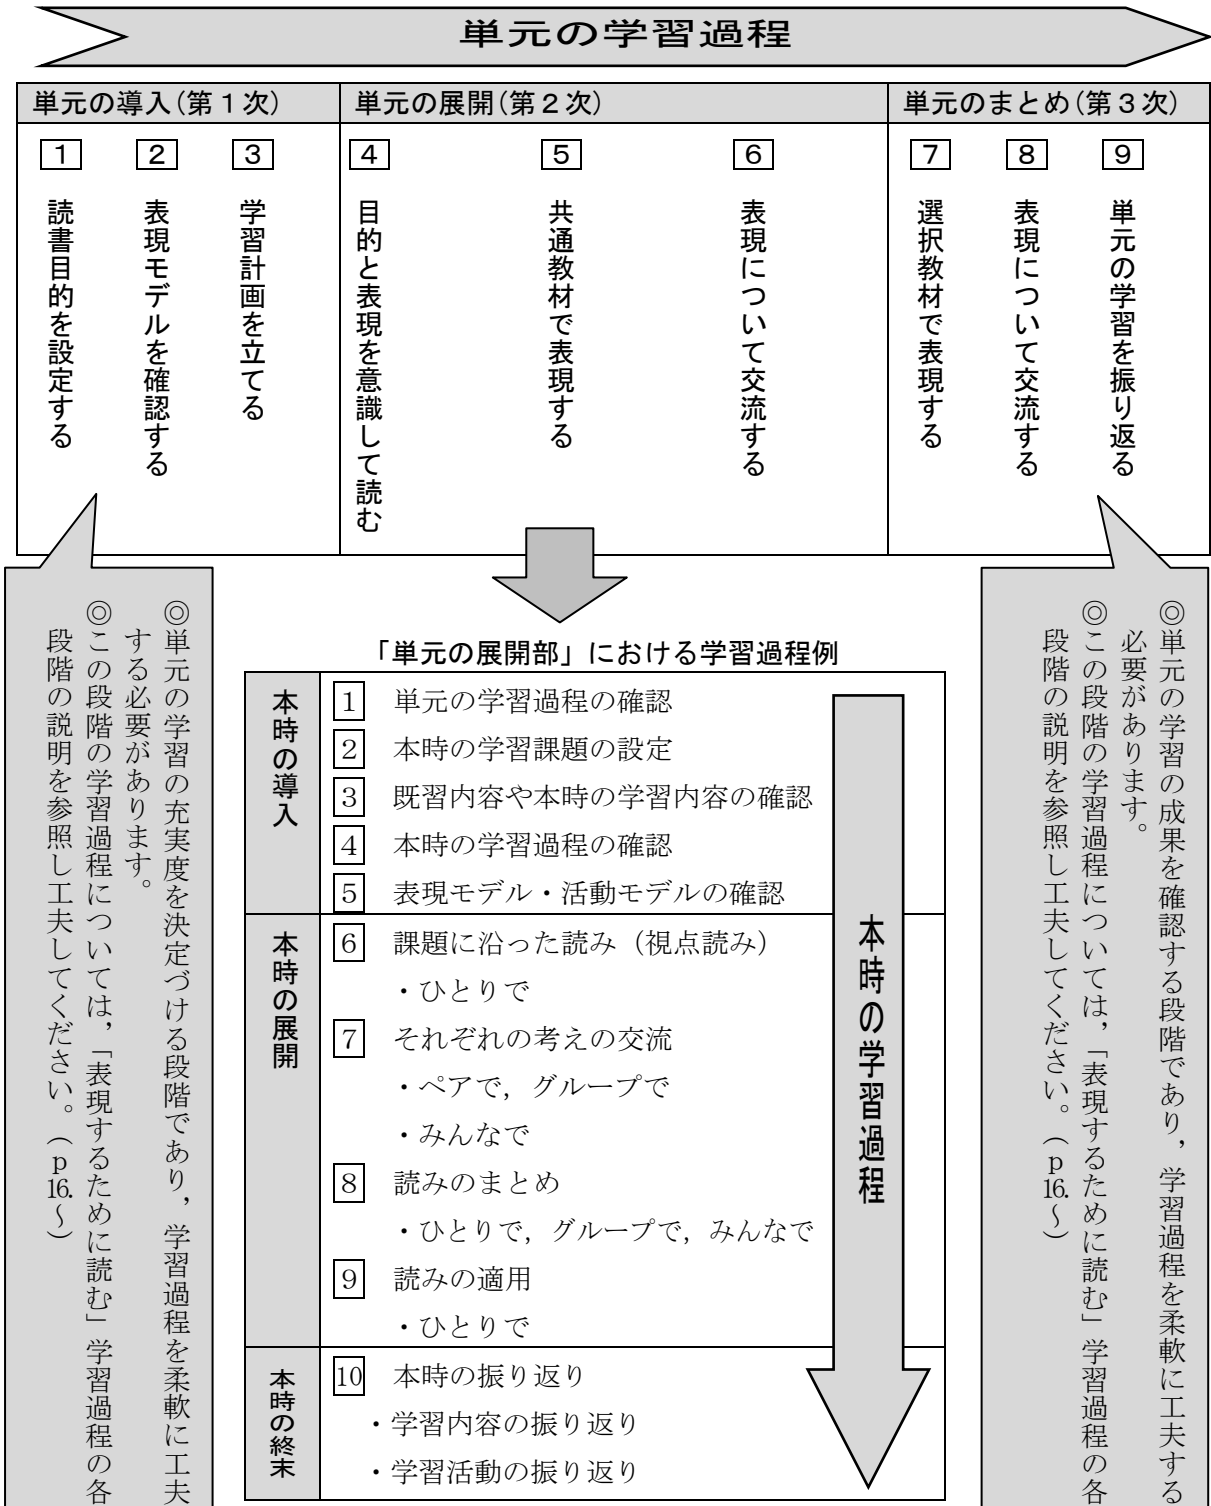 単元の学習過程
単元の導入(第1次)
単元の展開(第2次)
単元のまとめ(第3次)
1
読書目的を設定する
2
表現モデルを確認する
3
学習計画を立てる
4
目的と表現を意識して読む
5
共通教材で表現する
6
表現について交流する
7
選択教材で表現する
8
表現について交流する
9
単元の学習を振り返る
◎単元の学習の充実度を決定づける段階であり，学習過程を柔軟に工夫
する必要があります。
◎この段階の学習過程については，「表現するために読む」学習過程の各
段階の説明を参照し工夫してください。（p16.～）
「単元の展開部」における学習過程例
本時の導入
1 単元の学習過程の確認
2 本時の学習課題の設定
3 既習内容や本時の学習内容の確認
4 本時の学習過程の確認
5 表現モデル・活動モデルの確認
本時の展開
6 課題に沿った読み（視点読み）
・ひとりで
7 それぞれの考えの交流
・ペアで，グループで
・みんなで
8 読みのまとめ
・ひとりで，グループで，みんなで
9 読みの適用
・ひとりで
本時の終末
10 本時の振り返り
・学習内容の振り返り
・学習活動の振り返り
本時の学習過程
◎単元の学習の成果を確認する段階であり，学習過程を柔軟に工夫する
必要があります。
◎この段階の学習過程については，「表現するために読む」学習過程の各
段階の説明を参照し工夫してください。（p16.～）